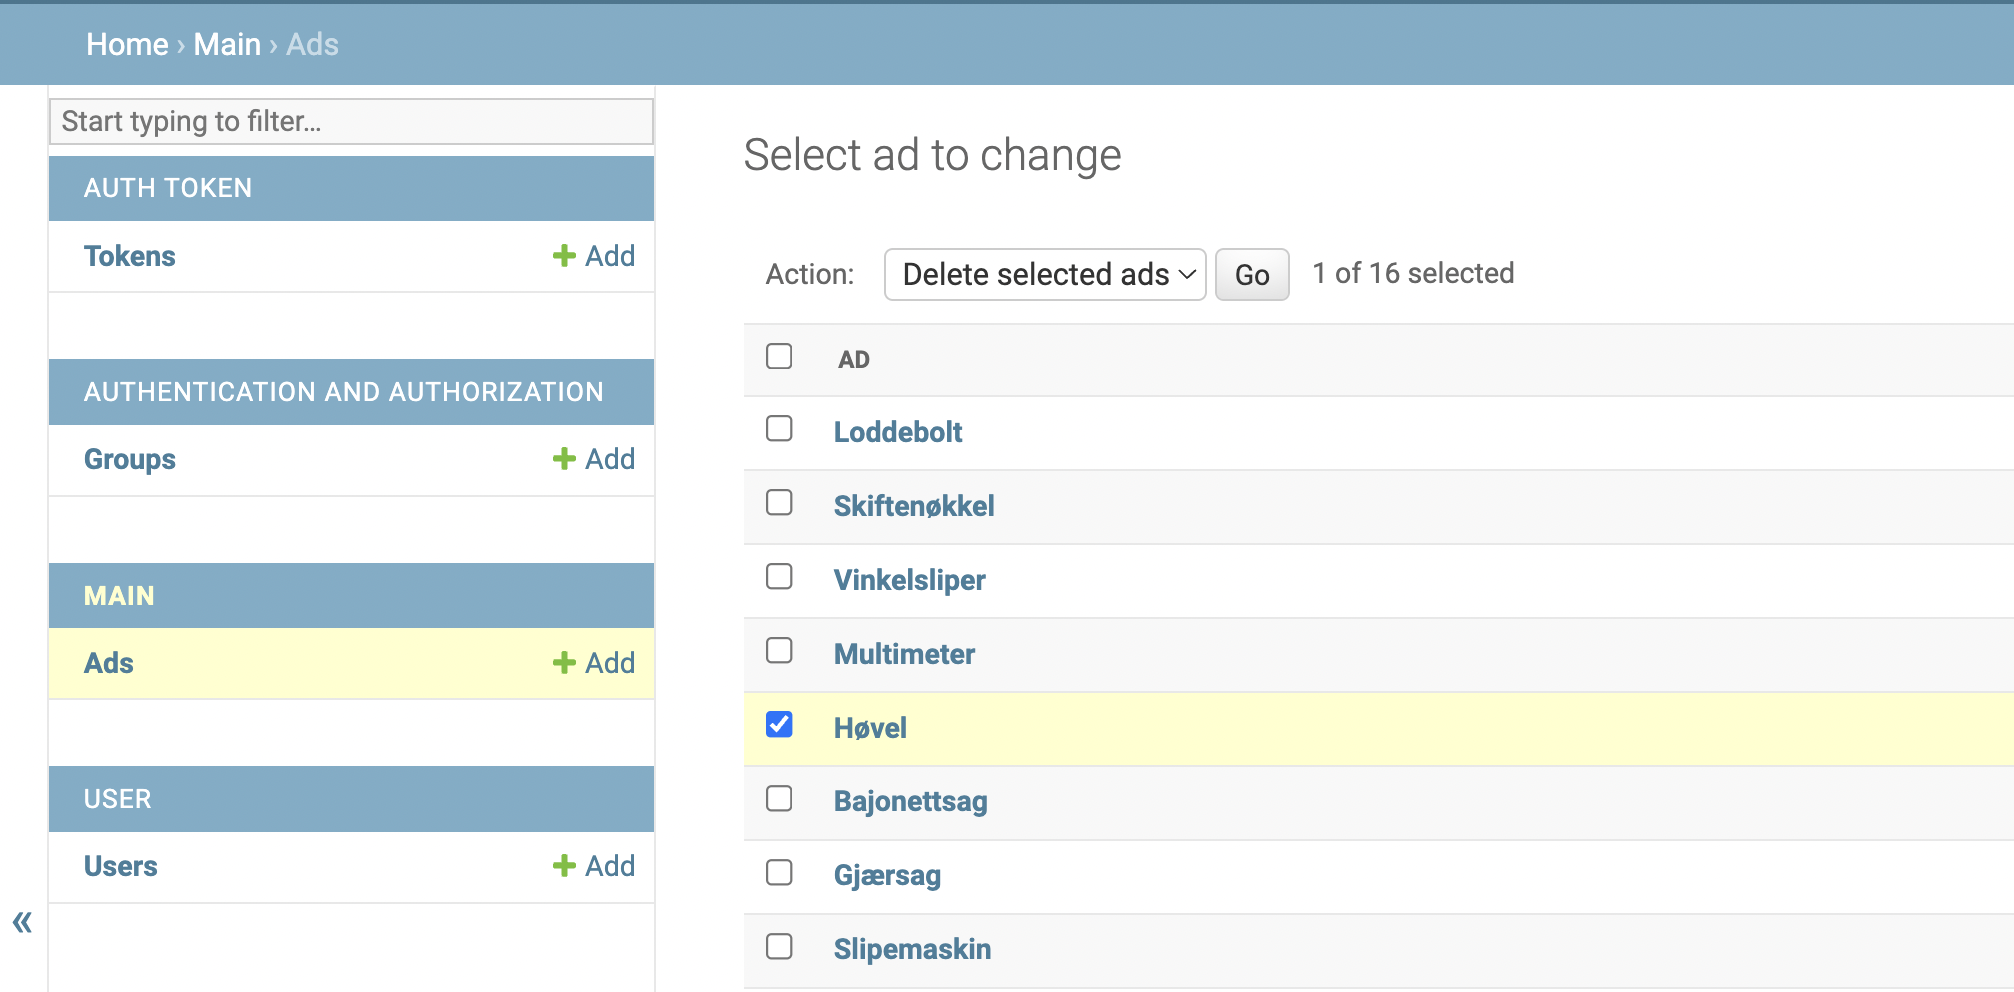 Home › Main › Ads
Start typing to filter...
AUTH TOKEN
Tokens
Add
AUTHENTICATION AND AUTHORIZATION
Groups
Add
MAIN
Ads
Add
USER
Users
Add
«
Select ad to change
Action: Delete selected ads Go 1 of 16 selected
AD
Loddebolt
Skiftenøkkel
Vinkelsliper
Multimeter
Høvel
Bajonettsag
Gjærsag
Slipemaskin